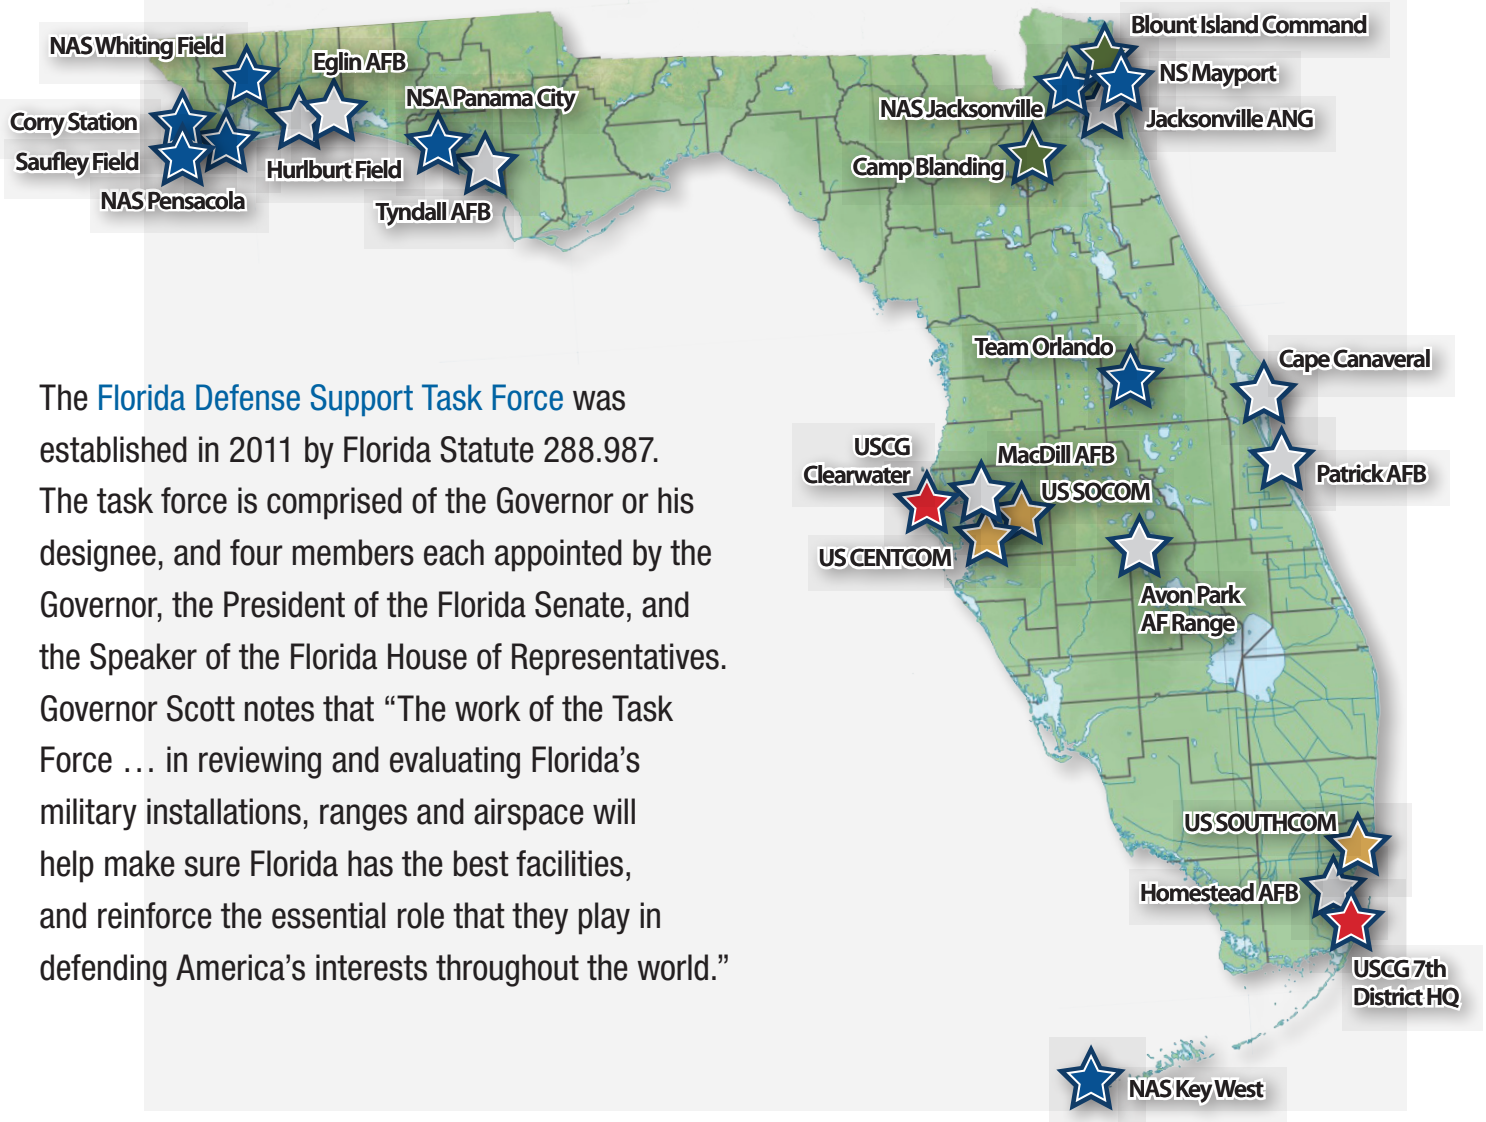 NAS Whiting Field
Eglin AFB
Corry Station
NSA Panama City
Saufley Field
Hurlburt Field
NAS Pensacola
Tyndall AFB
Blount Island Command
NS Mayport
NAS Jacksonville
Jacksonville ANG
Camp Blanding
Team Orlando
Cape Canaveral
USCG
Clearwater
MacDill AFB
Patrick AFB
US SOCOM
US CENTCOM
Avon Park
AF Range
The Florida Defense Support Task Force was
established in 2011 by Florida Statute 288.987.
The task force is comprised of the Governor or his
designee, and four members each appointed by the
Governor, the President of the Florida Senate, and
the Speaker of the Florida House of Representatives.
Governor Scott notes that “The work of the Task
Force … in reviewing and evaluating Florida’s
military installations, ranges and airspace will
help make sure Florida has the best facilities,
and reinforce the essential role that they play in
defending America’s interests throughout the world.”
US SOUTHCOM
Homestead AFB
USCG 7th
District HQ
NAS Key West